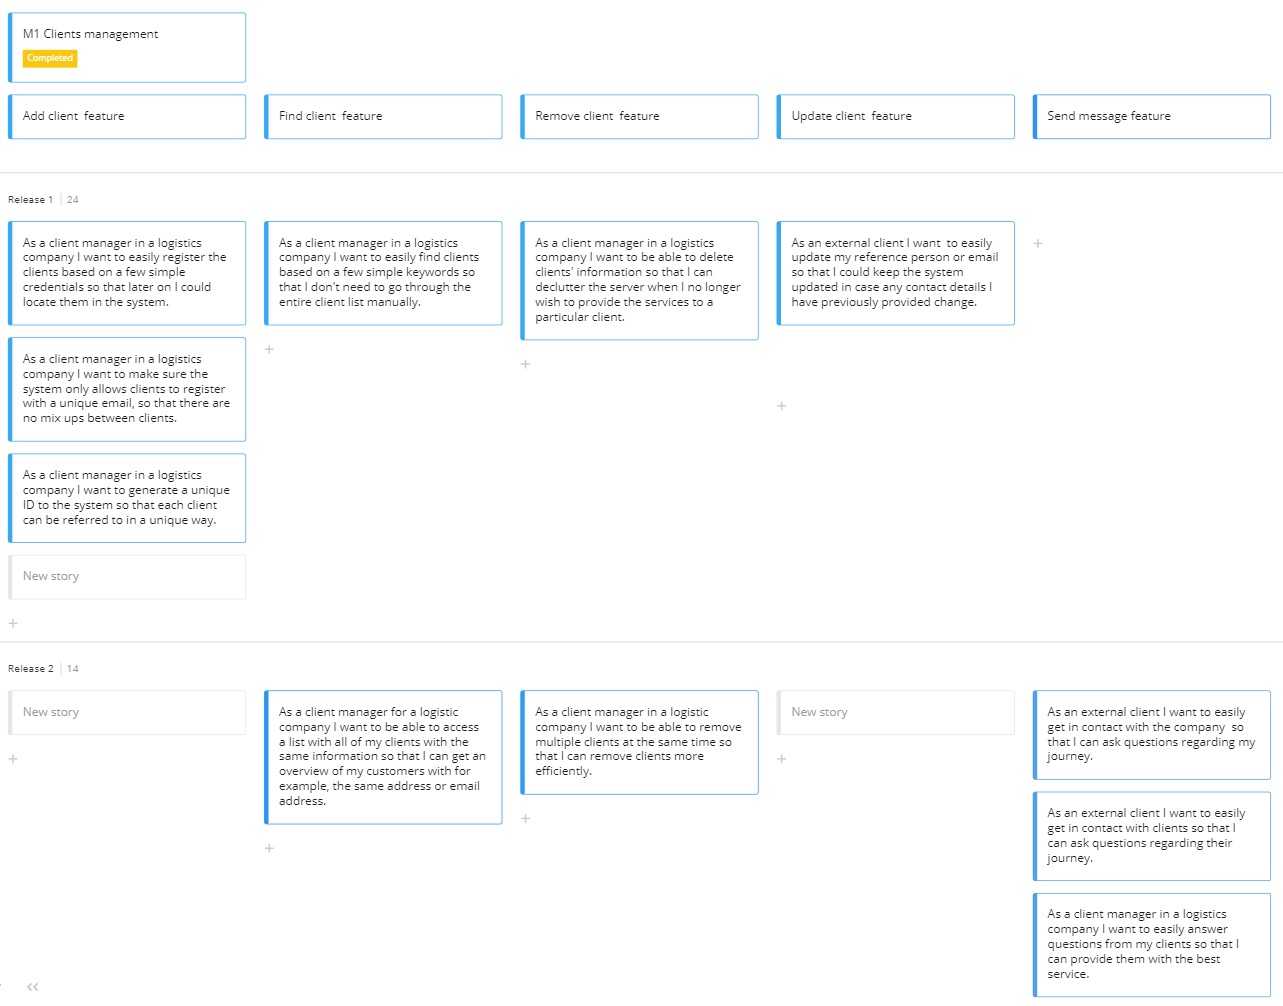 M1 Clients management
Completed
Add client  feature
Find client  feature
Remove client  feature
Update client  feature
Send message feature
Release 1 | 24
As a client manager in a logistics
company I want to easily register the
clients based on a few simple
credentials so that later on I could
locate them in the system.
As a client manager in a logistics
company I want to easily find clients
based on a few simple keywords so
that I don't need to go through the
entire client list manually.
As a client manager in a logistics
company I want to be able to delete
clients' information so that I can
declutter the server when I no longer
wish to provide the services to a
particular client.
As an external client I want  to easily
update my reference person or email
so that I could keep the system
updated in case any contact details I
have previously provided change.
As a client manager in a logistics
company I want to make sure the
system only allows clients to register
with a unique email, so that there are
no mix ups between clients.
As a client manager in a logistics
company I want to generate a unique
ID to the system so that each client
can be referred to in a unique way.
New story
Release 2 | 14
New story
As a client manager for a logistic
company I want to be able to access
a list with all of my clients with the
same information so that I can get an
overview of my customers with for
example, the same address or email
address.
As a client manager in a logistic
company I want to be able to remove
multiple clients at the same time so
that I can remove clients more
efficiently.
New story
As an external client I want to easily
get in contact with the company  so
that I can ask questions regarding my
journey.
As an external client I want to easily
get in contact with clients so that I
can ask questions regarding their
journey.
As a client manager in a logistics
company I want to easily answer
questions from my clients so that I
can provide them with the best
service.